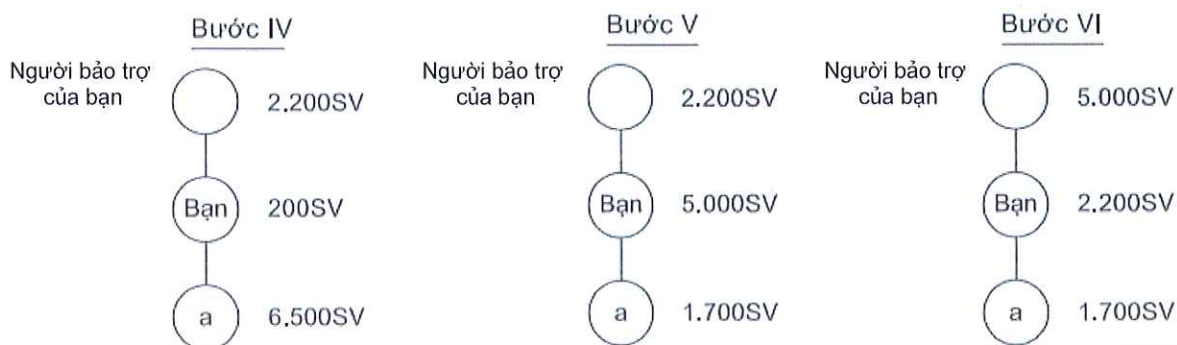 Bước IV
Người bảo trợ
của bạn
2.200SV
Bạn
200SV
a
6.500SV
Bước V
Người bảo trợ
của bạn
2.200SV
Bạn
5.000SV
a
1.700SV
Bước VI
Người bảo trợ
của bạn
5.000SV
Bạn
2.200SV
a
1.700SV